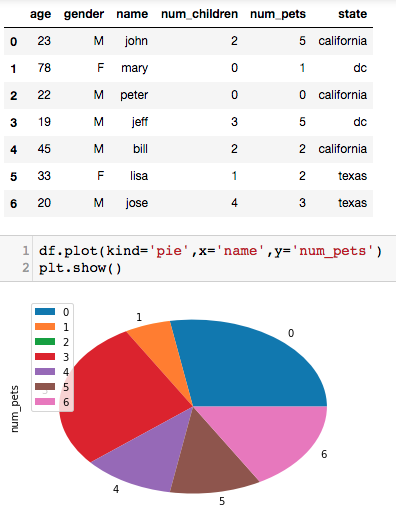 age gender name num_children num_pets state
0 23 M john 2 5 california
1 78 F mary 0 1 dc
2 22 M peter 0 0 california
3 19 M jeff 3 5 dc
4 45 M bill 2 2 california
5 33 F lisa 1 2 texas
6 20 M jose 4 3 texas
1 df.plot(kind='pie',x='name',y='num_pets')
2 plt.show()
0
1
2
3
4
5
6
1
0
num_pets
4
5
6